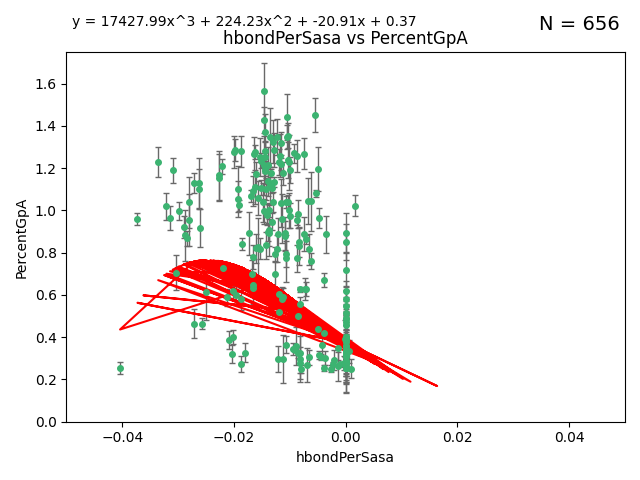 y = 17427.99x^3 + 224.23x^2 + -20.91x + 0.37
N = 656
hbondPerSasa vs PercentGpA
PercentGpA
1.6
1.4
1.2
1.0
0.8
0.6
0.4
0.2
0.0
−0.04 −0.02 0.00 0.02 0.04
hbondPerSasa